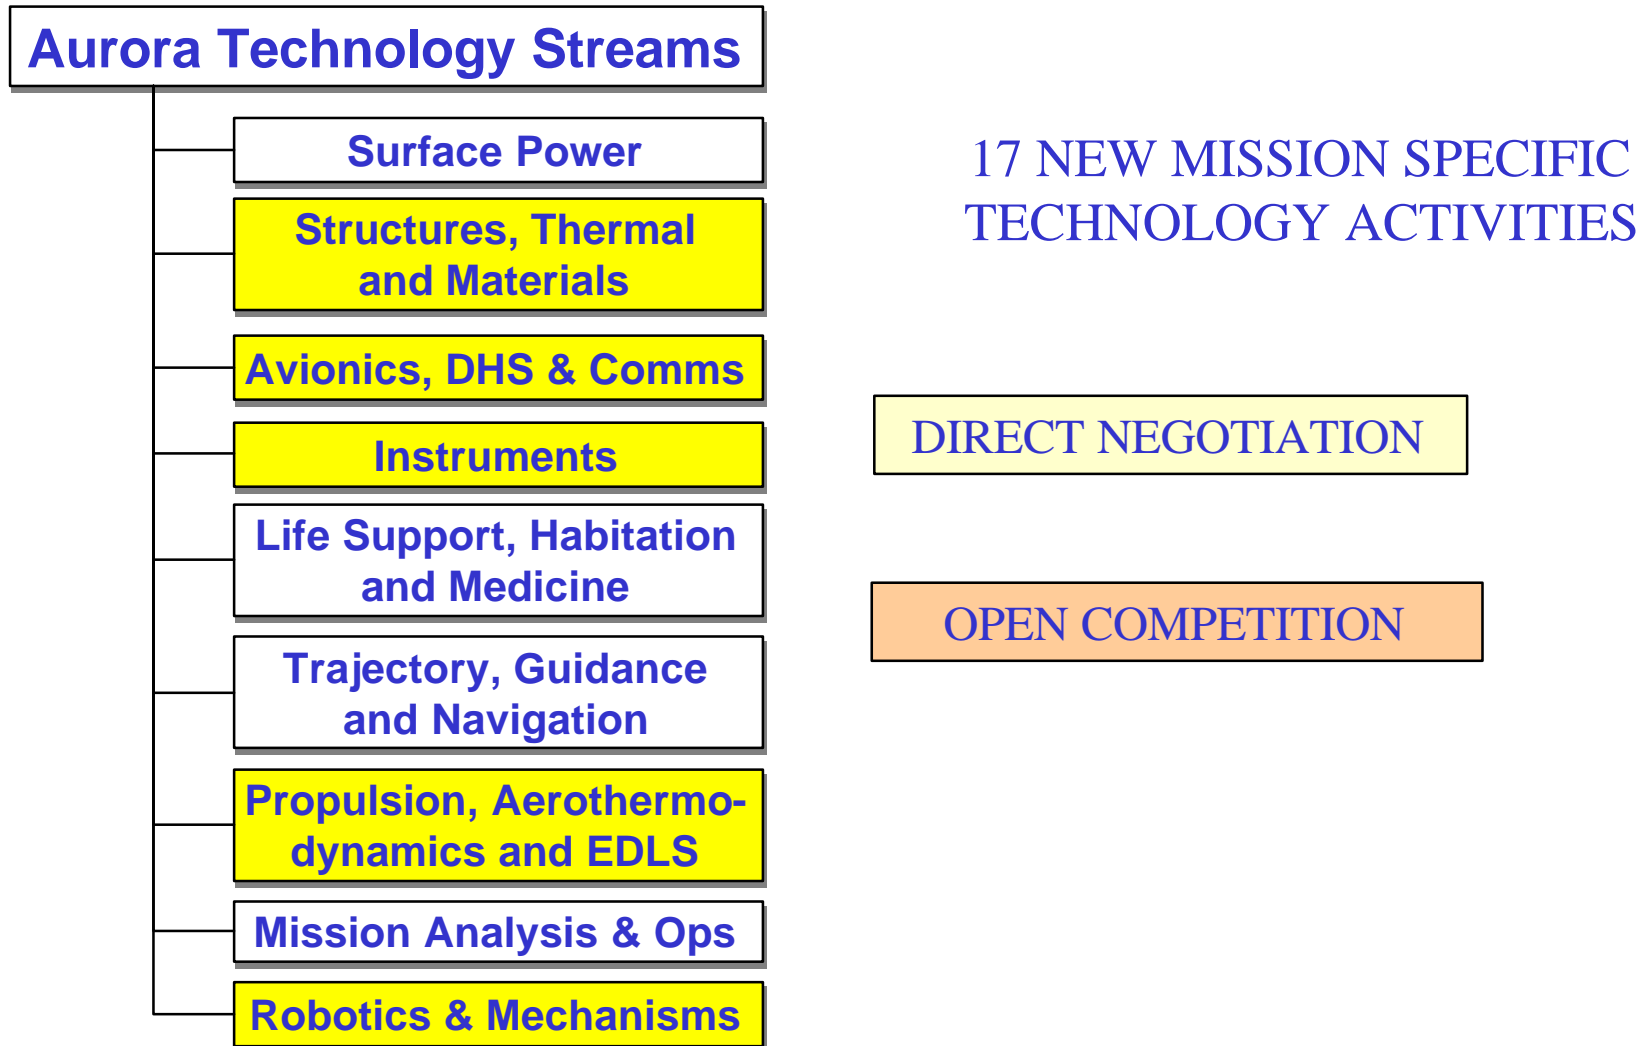 Aurora Technology Streams
Surface Power
Structures, Thermal
and Materials
Avionics, DHS & Comms
Instruments
Life Support, Habitation
and Medicine
Trajectory, Guidance
and Navigation
Propulsion, Aerothermo-
dynamics and EDLS
Mission Analysis & Ops
Robotics & Mechanisms
17 NEW MISSION SPECIFIC
TECHNOLOGY ACTIVITIES
DIRECT NEGOTIATION
OPEN COMPETITION